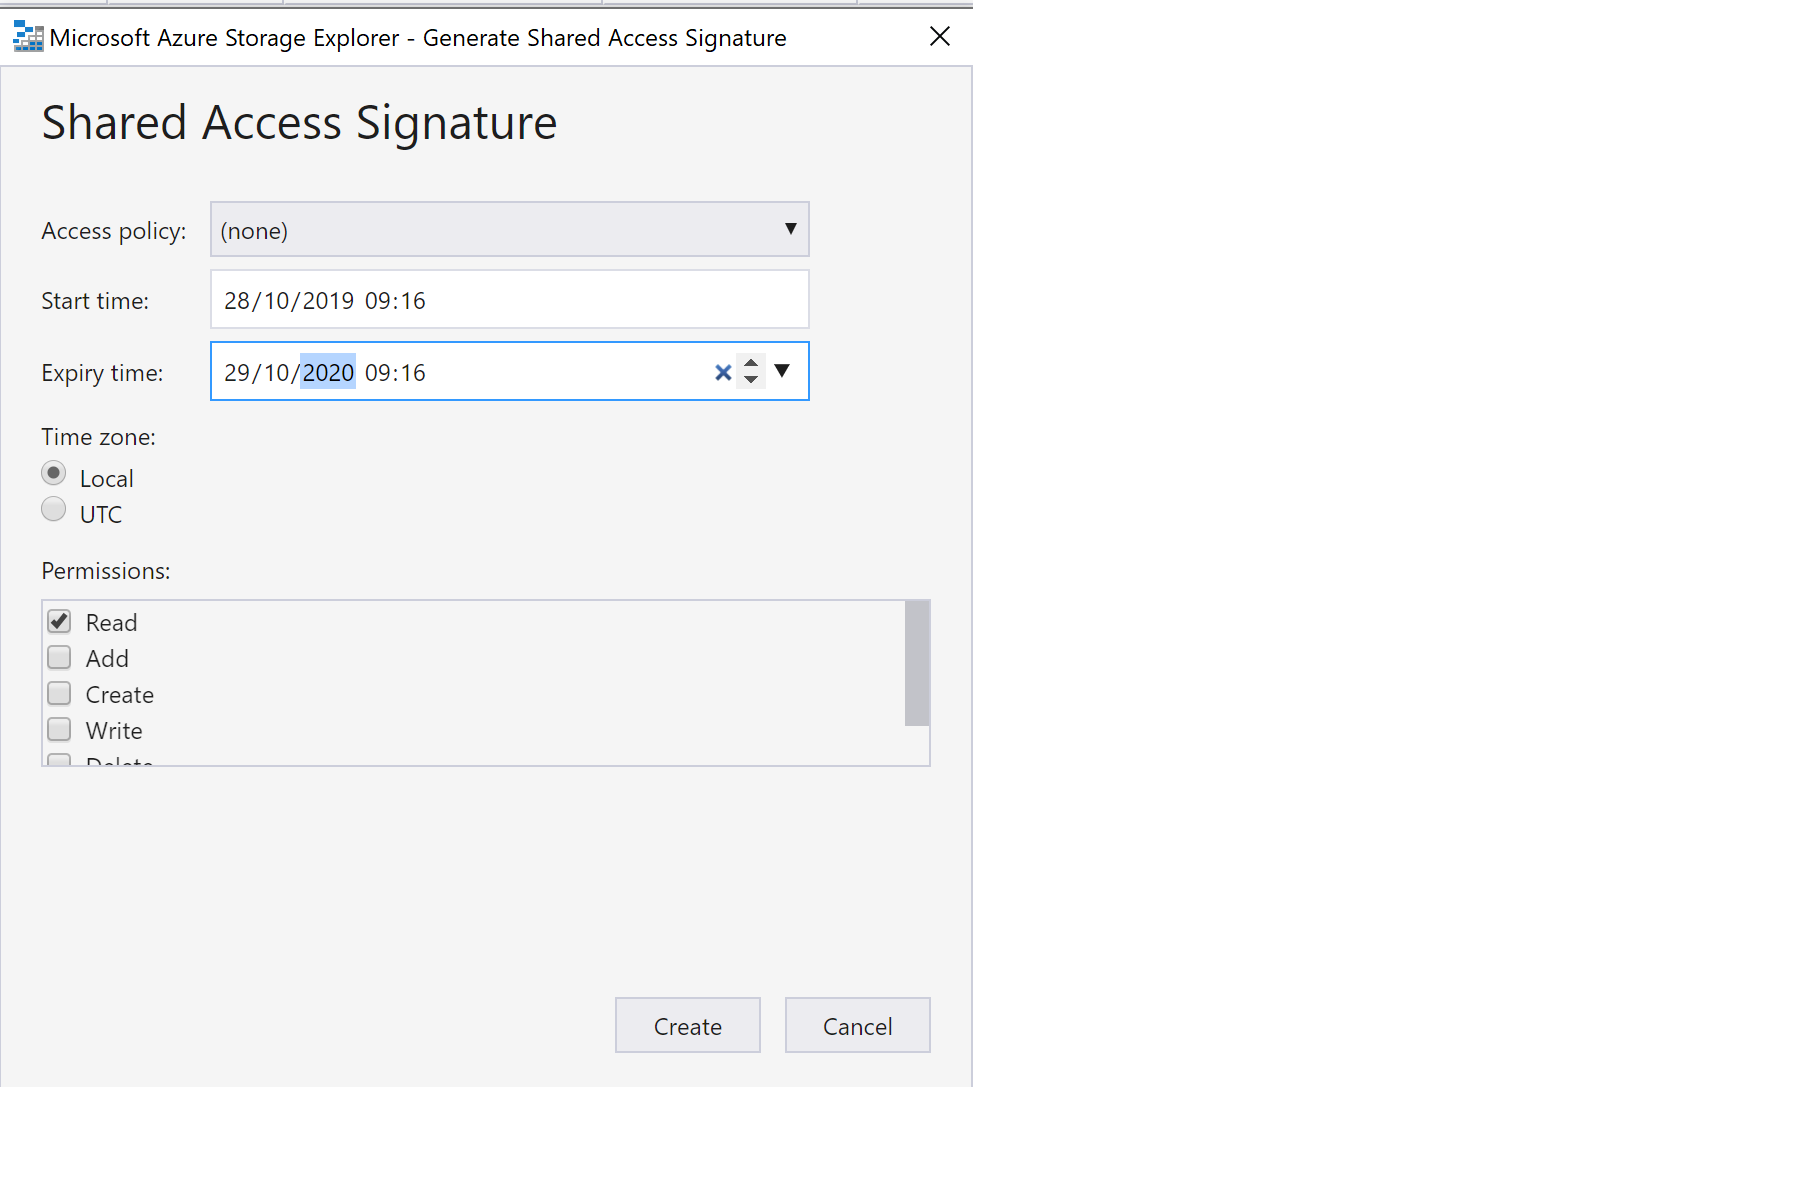 Microsoft Azure Storage Explorer - Generate Shared Access Signature
Shared Access Signature
Access policy: (none)
Start time: 28/10/2019 09:16
Expiry time: 29/10/2020 09:16
Time zone:
Local
UTC
Permissions:
Read
Add
Create
Write
Delete
Create Cancel